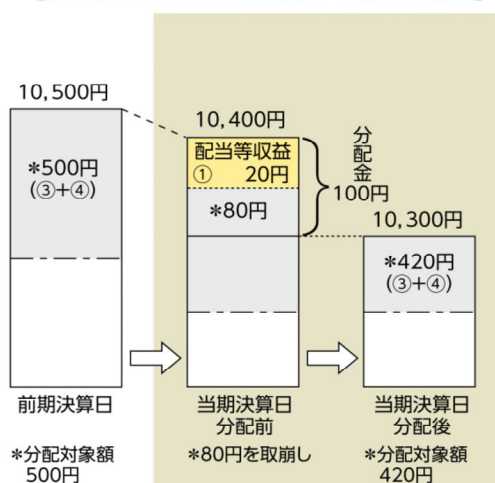 10,500円
*500円
(③+④)
前期決算日
*分配対象額
500円
10,400円
配当等収益
① 20円
*80円
分配金
100円
当期決算日
分配前
*80円を取崩し
10,300円
*420円
(③+④)
当期決算日
分配後
*分配対象額
420円